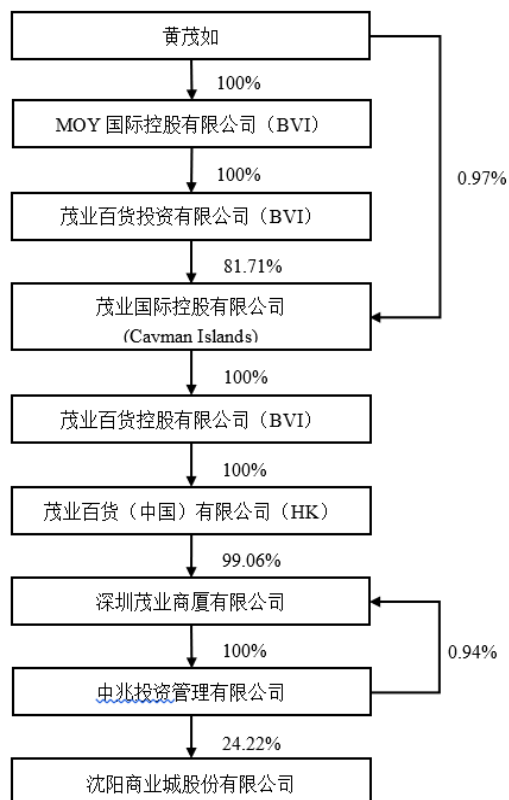 黄茂如
100%
MOY 国际控股有限公司（BVI）
100%
0.97%
茂业百货投资有限公司（BVI）
81.71%
茂业国际控股有限公司
(Cayman Islands)
100%
茂业百货控股有限公司（BVI）
100%
茂业百货（中国）有限公司（HK）
99.06%
深圳茂业商厦有限公司
100%
0.94%
中兆投资管理有限公司
24.22%
沈阳商业城股份有限公司